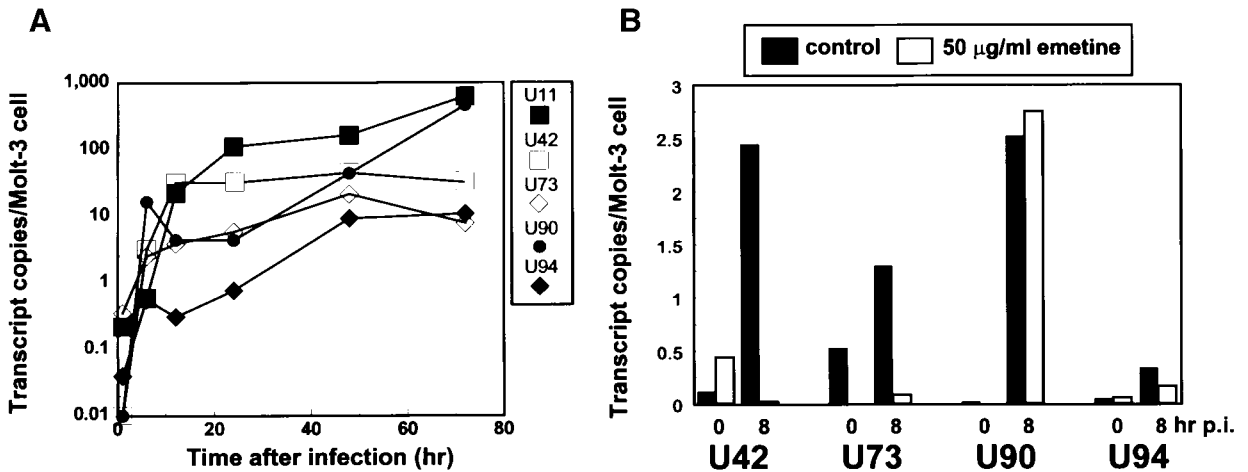 A
Transcript copies/Molt-3 cell
1,000
100
10
1
0.1
0.01
0
20
40
60
80
Time after infection (hr)
U11
U42
U73
U90
U94
B
control
50 µg/ml emetine
Transcript copies/Molt-3 cell
3
2.5
2
1.5
1
0.5
0
0 8 0 8 0 8 0 8 hr p.i.
U42 U73 U90 U94